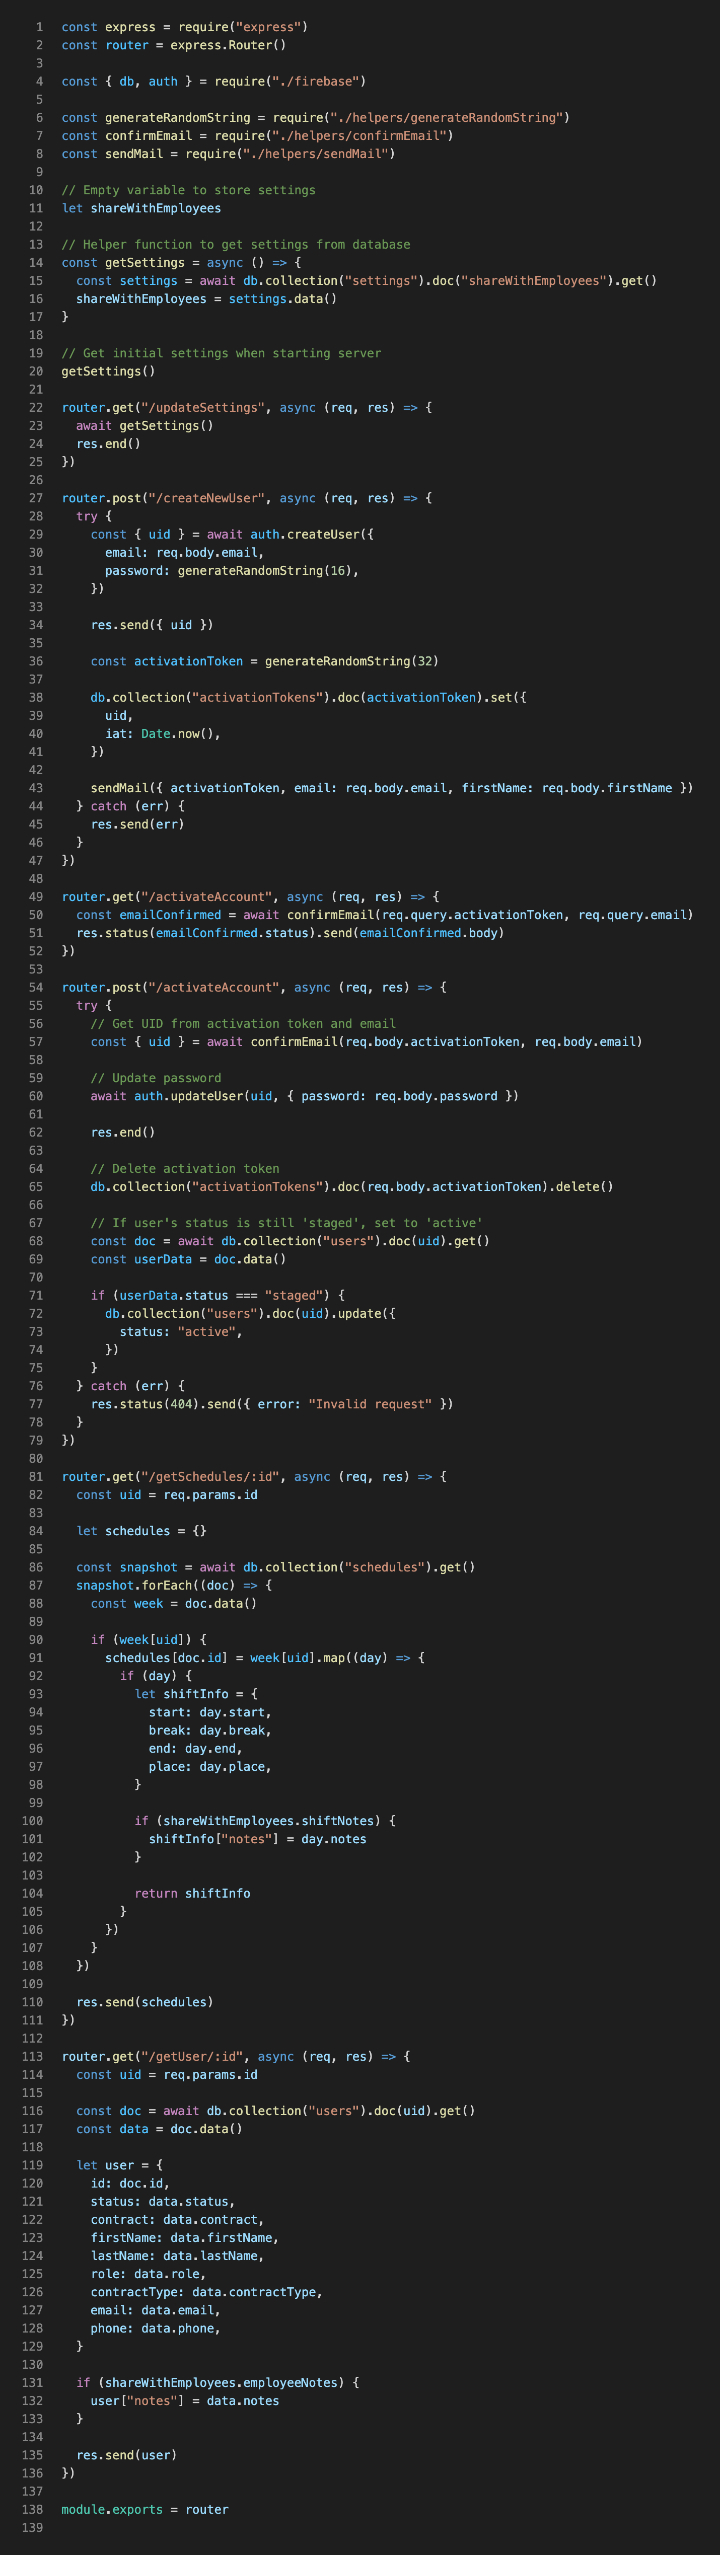 1 const express = require("express")
2 const router = express.Router()
3
4 const { db, auth } = require("./firebase")
5
6 const generateRandomString = require("./helpers/generateRandomString")
7 const confirmEmail = require("./helpers/confirmEmail")
8 const sendMail = require("./helpers/sendMail")
9
10 // Empty variable to store settings
11 let shareWithEmployees
12
13 // Helper function to get settings from database
14 const getSettings = async () => {
15   const settings = await db.collection("settings").doc("shareWithEmployees").get()
16   shareWithEmployees = settings.data()
17 }
18
19 // Get initial settings when starting server
20 getSettings()
21
22 router.get("/updateSettings", async (req, res) => {
23   await getSettings()
24   res.end()
25 })
26
27 router.post("/createNewUser", async (req, res) => {
28   try {
29     const { uid } = await auth.createUser({
30       email: req.body.email,
31       password: generateRandomString(16),
32     })
33
34     res.send({ uid })
35
36     const activationToken = generateRandomString(32)
37
38     db.collection("activationTokens").doc(activationToken).set({
39       uid,
40       iat: Date.now(),
41     })
42
43     sendMail({ activationToken, email: req.body.email, firstName: req.body.firstName })
44   } catch (err) {
45     res.send(err)
46   }
47 })
48
49 router.get("/activateAccount", async (req, res) => {
50   const emailConfirmed = await confirmEmail(req.query.activationToken, req.query.email)
51   res.status(emailConfirmed.status).send(emailConfirmed.body)
52 })
53
54 router.post("/activateAccount", async (req, res) => {
55   try {
56     // Get UID from activation token and email
57     const { uid } = await confirmEmail(req.body.activationToken, req.body.email)
58
59     // Update password
60     await auth.updateUser(uid, { password: req.body.password })
61
62     res.end()
63
64     // Delete activation token
65     db.collection("activationTokens").doc(req.body.activationToken).delete()
66
67     // If user's status is still 'staged', set to 'active'
68     const doc = await db.collection("users").doc(uid).get()
69     const userData = doc.data()
70
71     if (userData.status === "staged") {
72       db.collection("users").doc(uid).update({
73         status: "active",
74       })
75     }
76   } catch (err) {
77     res.status(404).send({ error: "Invalid request" })
78   }
79 })
80
81 router.get("/getSchedules/:id", async (req, res) => {
82   const uid = req.params.id
83
84   let schedules = {}
85
86   const snapshot = await db.collection("schedules").get()
87   snapshot.forEach((doc) => {
88     const week = doc.data()
89
90     if (week[uid]) {
91       schedules[doc.id] = week[uid].map((day) => {
92         if (day) {
93           let shiftInfo = {
94             start: day.start,
95             break: day.break,
96             end: day.end,
97             place: day.place,
98           }
99
100           if (shareWithEmployees.shiftNotes) {
101             shiftInfo["notes"] = day.notes
102           }
103
104           return shiftInfo
105         }
106       })
107     }
108   })
109
110   res.send(schedules)
111 })
112
113 router.get("/getUser/:id", async (req, res) => {
114   const uid = req.params.id
115
116   const doc = await db.collection("users").doc(uid).get()
117   const data = doc.data()
118
119   let user = {
120     id: doc.id,
121     status: data.status,
122     contract: data.contract,
123     firstName: data.firstName,
124     lastName: data.lastName,
125     role: data.role,
126     contractType: data.contractType,
127     email: data.email,
128     phone: data.phone,
129   }
130
131   if (shareWithEmployees.employeeNotes) {
132     user["notes"] = data.notes
133   }
134
135   res.send(user)
136 })
137
138 module.exports = router
139